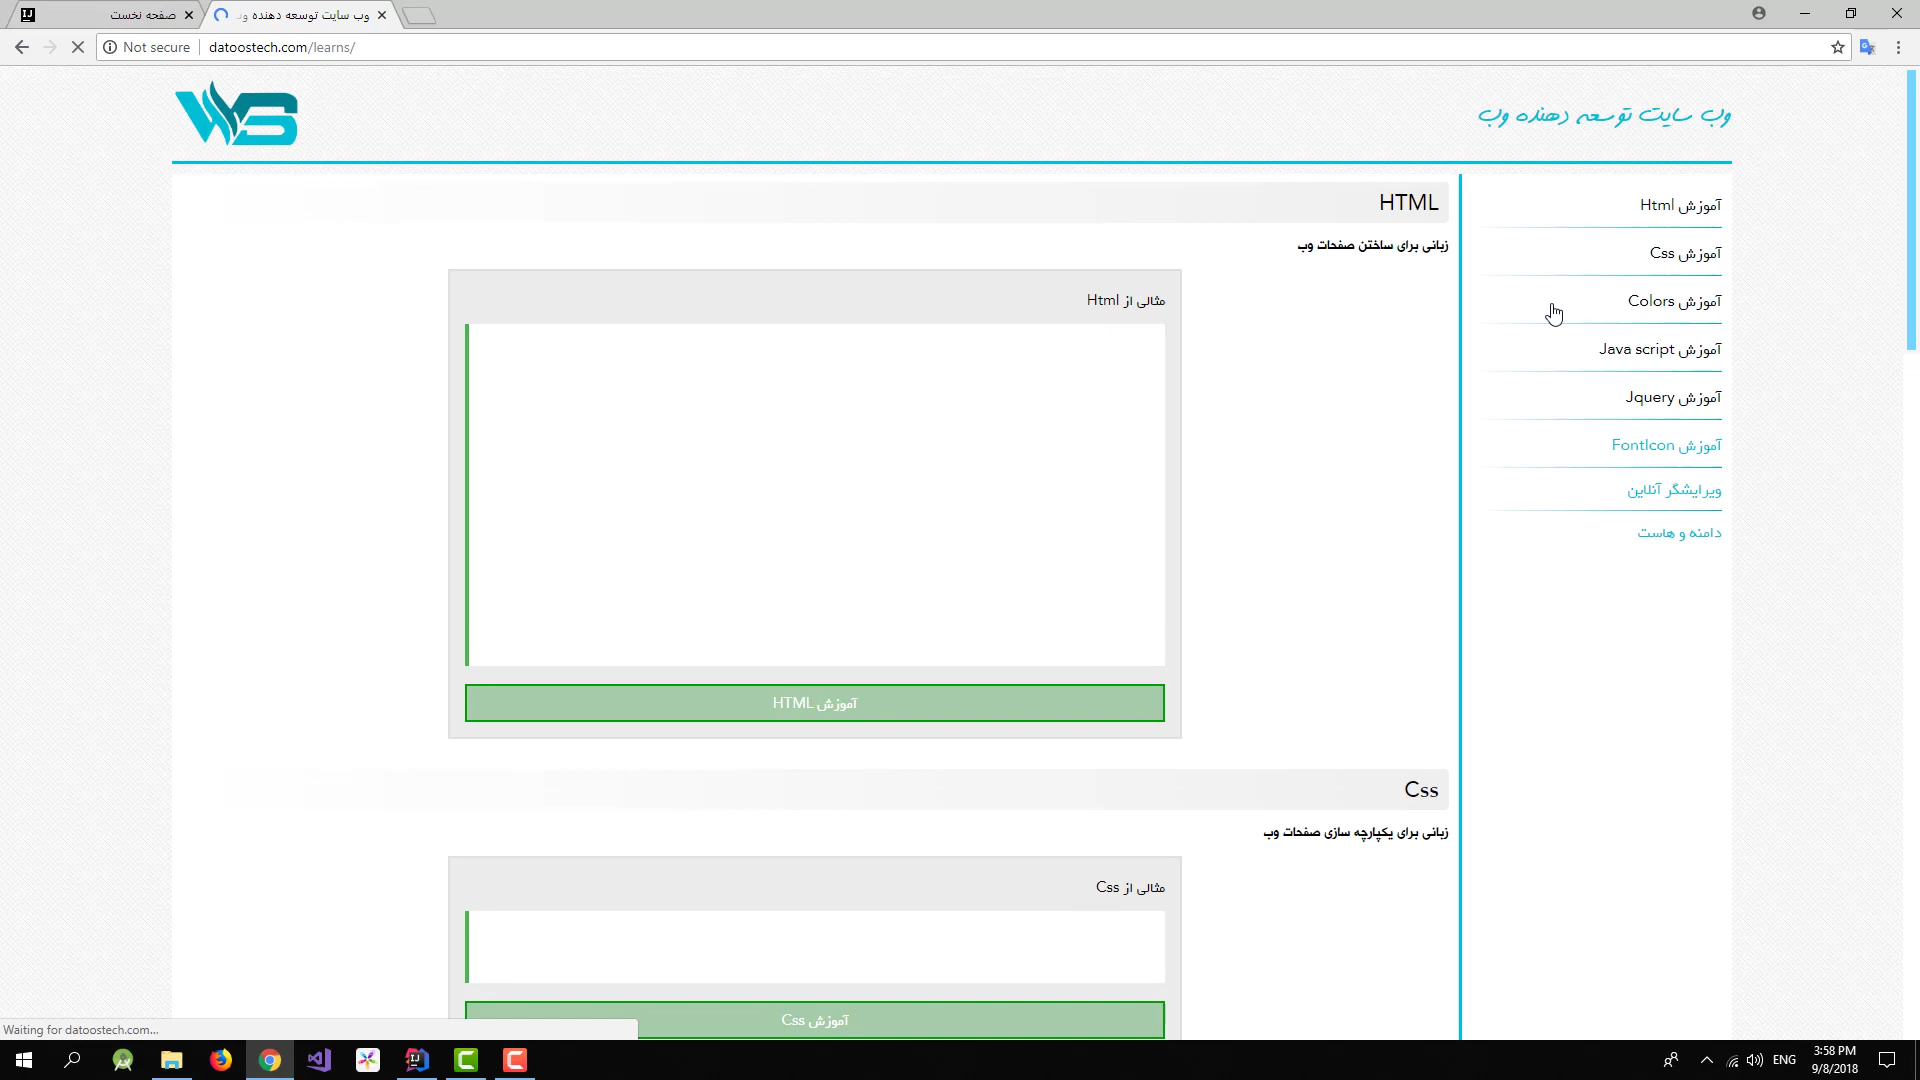 صفحه نخست
وب سایت توسعه دهنده وب
Not secure
datoostech.com/learns/
WS
وب سایت توسعه دهنده وب
آموزش Html
آموزش Css
آموزش Colors
آموزش Java script
آموزش Jquery
آموزش FontIcon
ویرایشگر آنلاین
دامنه و هاست
HTML
زبانی برای ساختن صفحات وب
مثالی از Html
آموزش HTML
Css
زبانی برای یکپارچه سازی صفحات وب
مثالی از Css
آموزش Css
Waiting for datoostech.com...
ENG
3:58 PM
9/8/2018